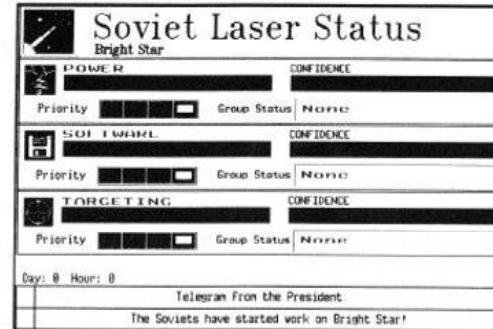 Soviet Laser Status
Bright Star
POWER CONFIDENCE
Priority Group Status None
SOFTWARE CONFIDENCE
Priority Group Status None
TARGETING CONFIDENCE
Priority Group Status None
Day: 0 Hour: 0
Telegram From the President
The Soviets have started work on Bright Star!